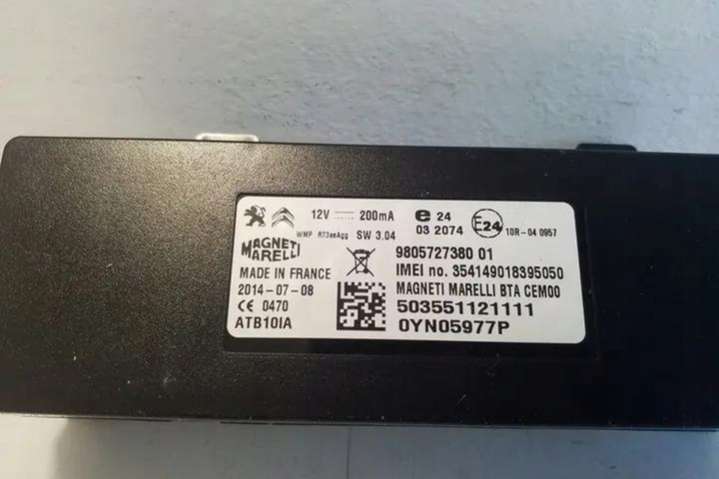 12V 200mA e 24 03 2074 E24 10R-04 0957
WMP SW 3.04
MAGNETI MARELLI
9805727380 01
IMEI no. 354149018395050
MADE IN FRANCE
MAGNETI MARELLI BTA CEM00
2014-07-08
503551121111
CE 0470
ATB10IA
0YN05977P